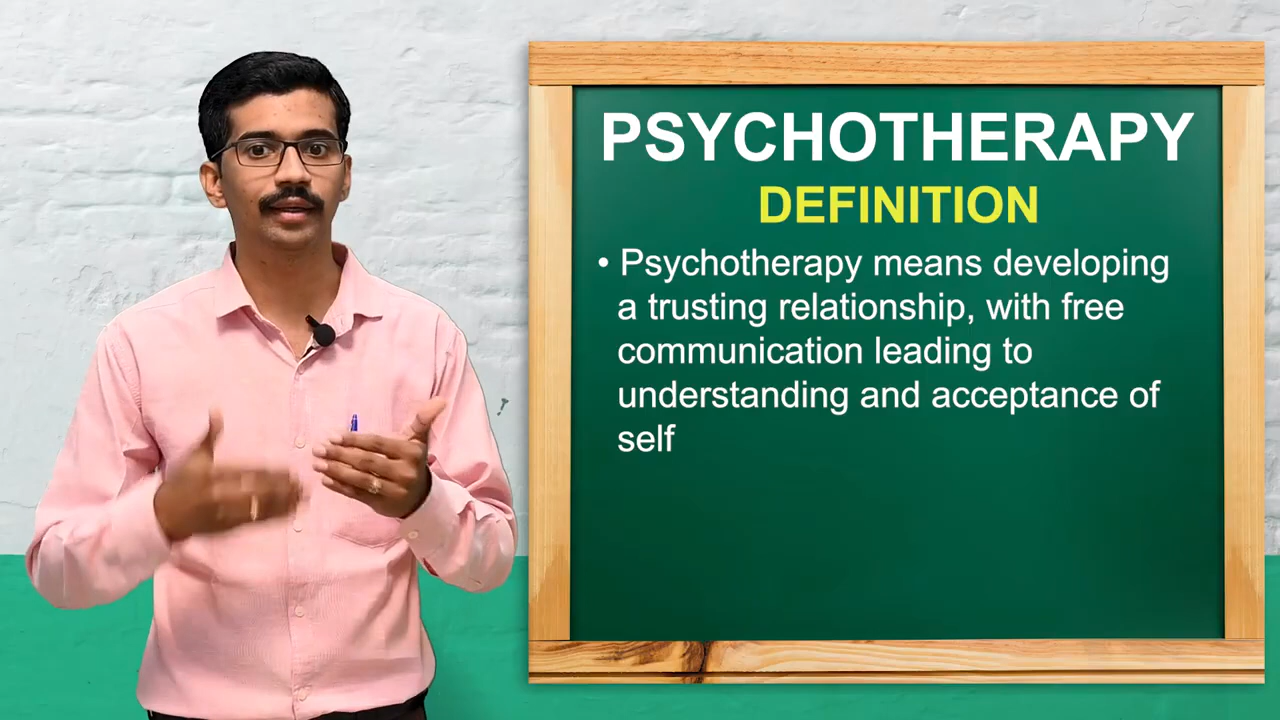 PSYCHOTHERAPY
DEFINITION
• Psychotherapy means developing
a trusting relationship, with free
communication leading to
understanding and acceptance of
self